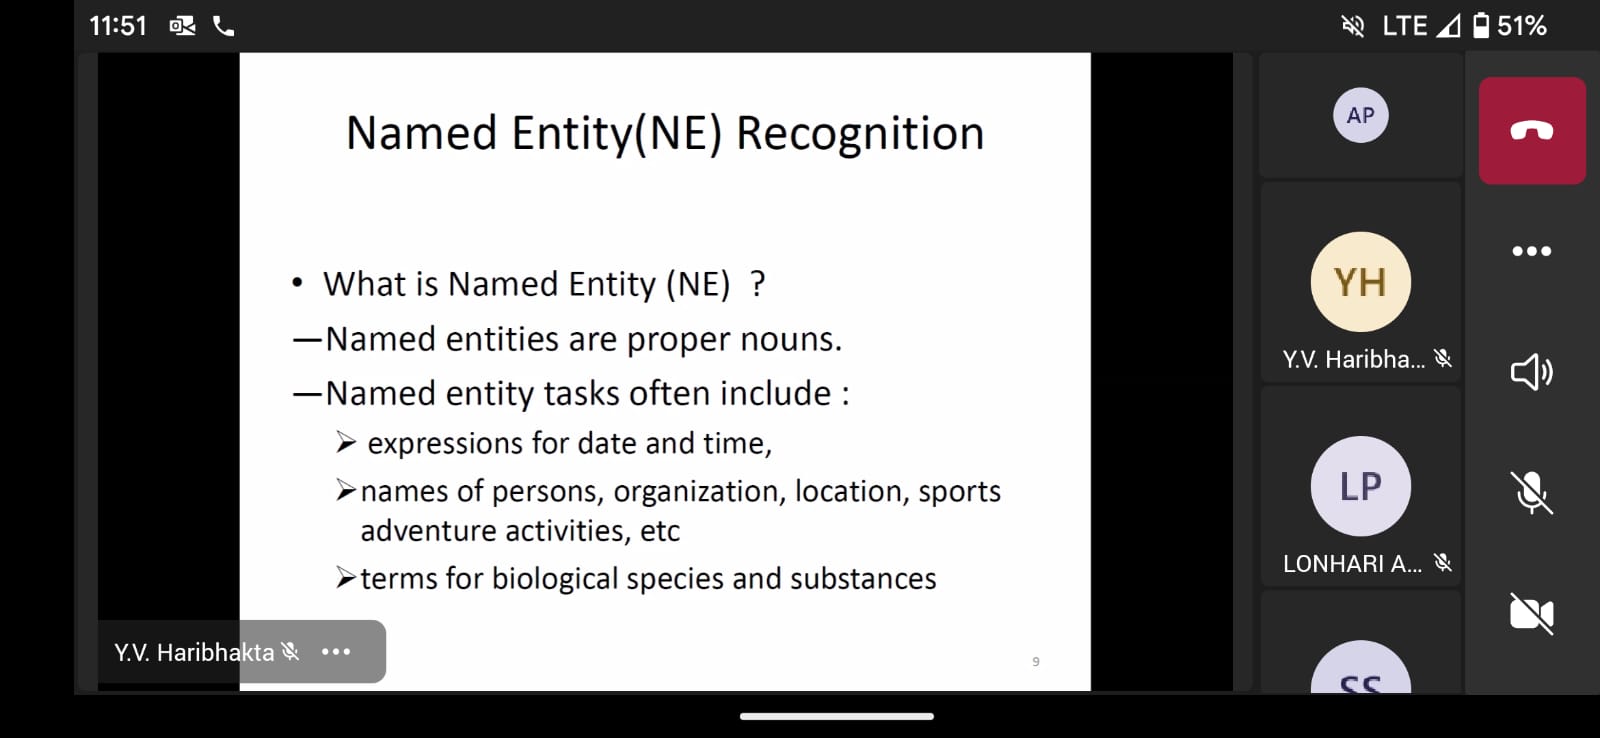 11:51
LTE 51%
Named Entity(NE) Recognition
• What is Named Entity (NE) ?
—Named entities are proper nouns.
—Named entity tasks often include :
➢ expressions for date and time,
➢names of persons, organization, location, sports
adventure activities, etc
➢terms for biological species and substances
9
Y.V. Haribhakta
AP
YH
Y.V. Haribha...
LP
LONHARI A...
SS